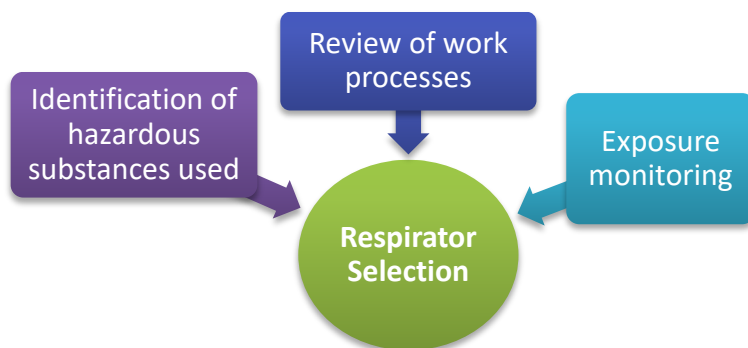 Review of work
processes
Identification of
hazardous
substances used
Exposure
monitoring
Respirator
Selection